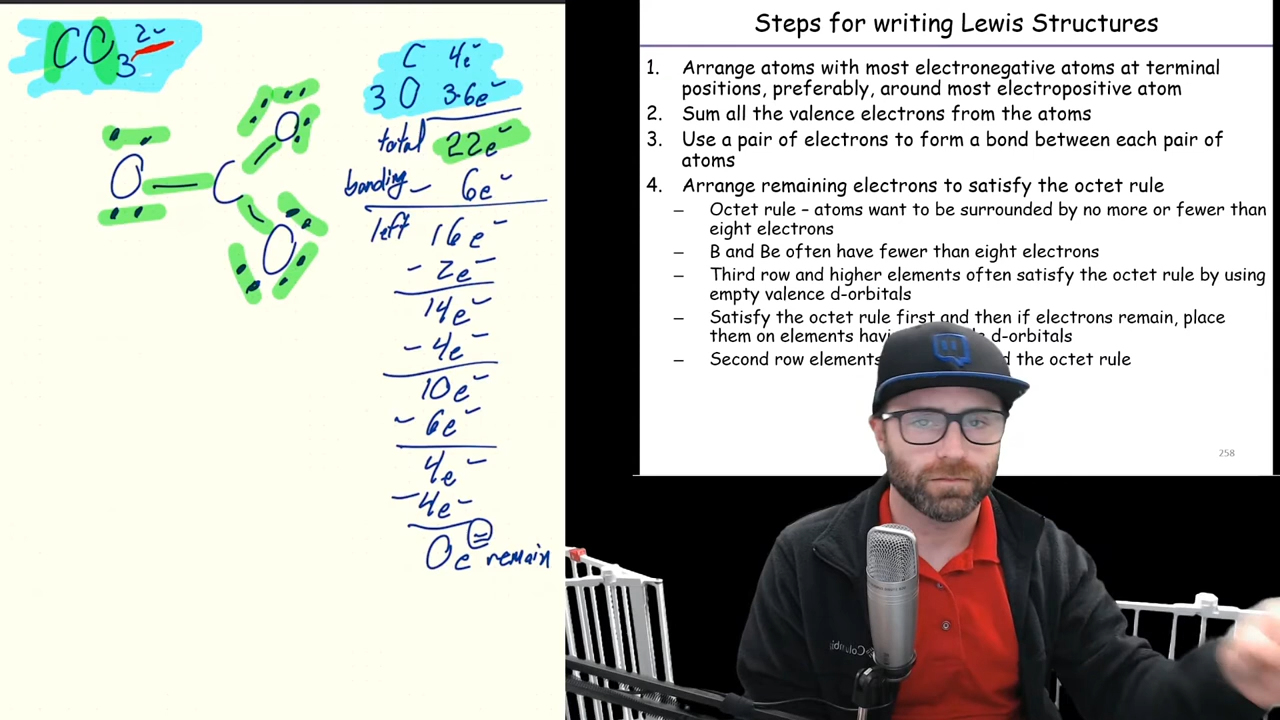 CO₃²⁻
C 4e⁻
3 O 3·6e⁻
total 22e⁻
bonding - 6e⁻
left 16e⁻
- 2e⁻
14e⁻
- 4e⁻
10e⁻
- 6e⁻
4e⁻
- 4e⁻
0e⁻ remain
O
O
C
O
Steps for writing Lewis Structures
1. Arrange atoms with most electronegative atoms at terminal
positions, preferably, around most electropositive atom
2. Sum all the valence electrons from the atoms
3. Use a pair of electrons to form a bond between each pair of
atoms
4. Arrange remaining electrons to satisfy the octet rule
– Octet rule – atoms want to be surrounded by no more or fewer than
eight electrons
– B and Be often have fewer than eight electrons
– Third row and higher elements often satisfy the octet rule by using
empty valence d-orbitals
– Satisfy the octet rule first and then if electrons remain, place
them on elements d-orbitals
– Second row elements the octet rule
258
Columbia